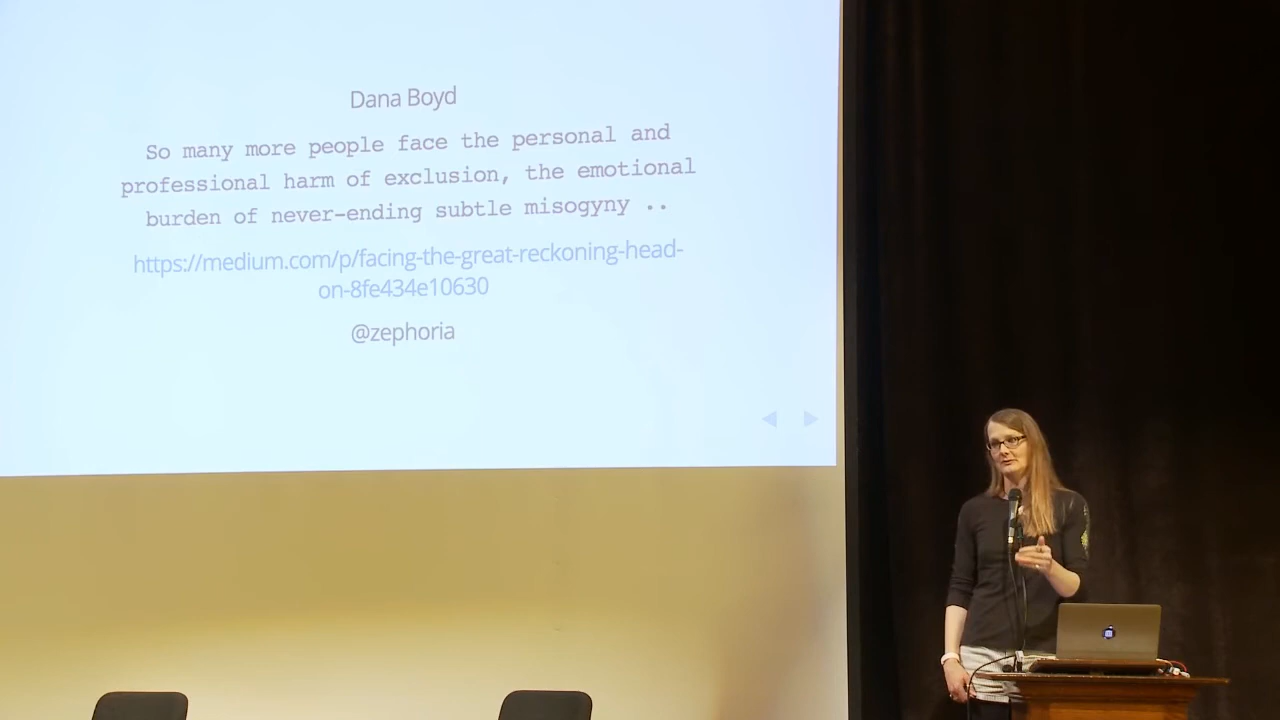 Dana Boyd
So many more people face the personal and
professional harm of exclusion, the emotional
burden of never-ending subtle misogyny ..
https://medium.com/p/facing-the-great-reckoning-head-
on-8fe434e10630
@zephoria